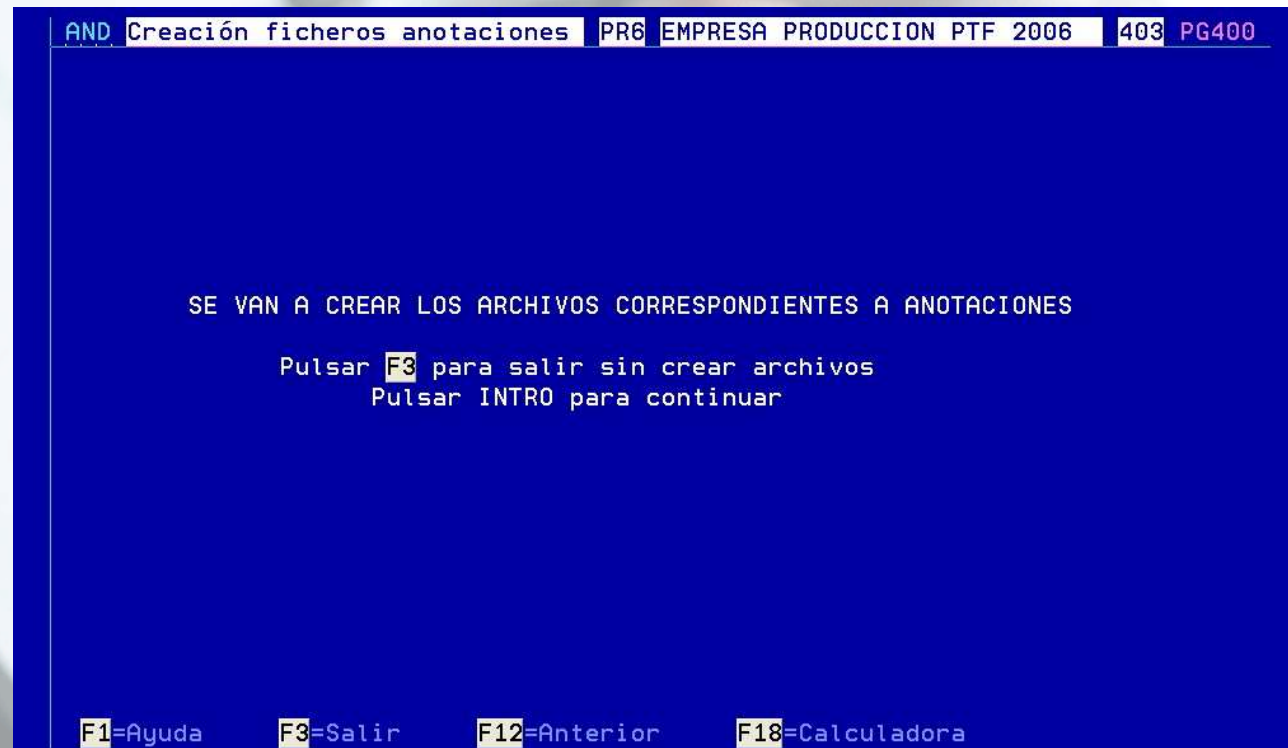 AND Creación ficheros anotaciones PR6 EMPRESA PRODUCCION PTF 2006 403 PG400
SE VAN A CREAR LOS ARCHIVOS CORRESPONDIENTES A ANOTACIONES
Pulsar F3 para salir sin crear archivos
Pulsar INTRO para continuar
F1=Ayuda F3=Salir F12=Anterior F18=Calculadora